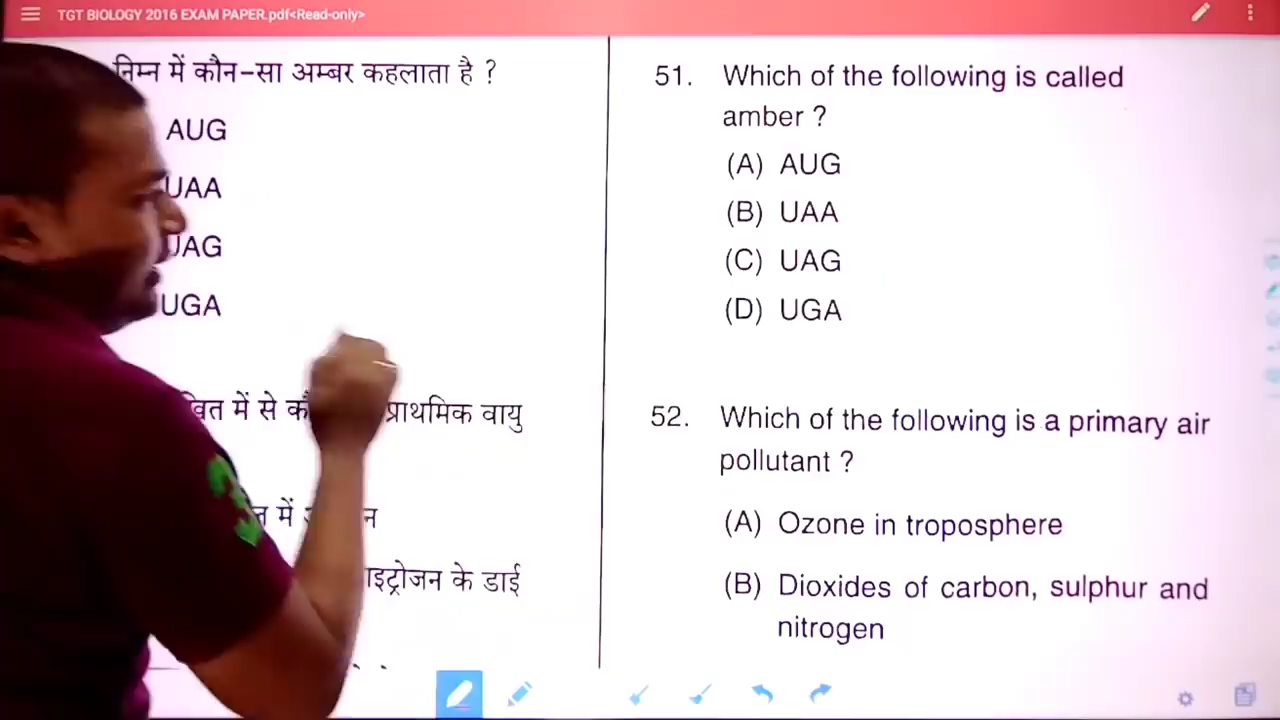 TGT BIOLOGY 2016 EXAM PAPER.pdf<Read-only>
निम्न में कौन-सा अम्बर कहलाता है ?
AUG
UAA
UAG
UGA
में से प्राथमिक वायु
में
के डाई
51. Which of the following is called
amber ?
(A) AUG
(B) UAA
(C) UAG
(D) UGA
52. Which of the following is a primary air
pollutant ?
(A) Ozone in troposphere
(B) Dioxides of carbon, sulphur and
nitrogen